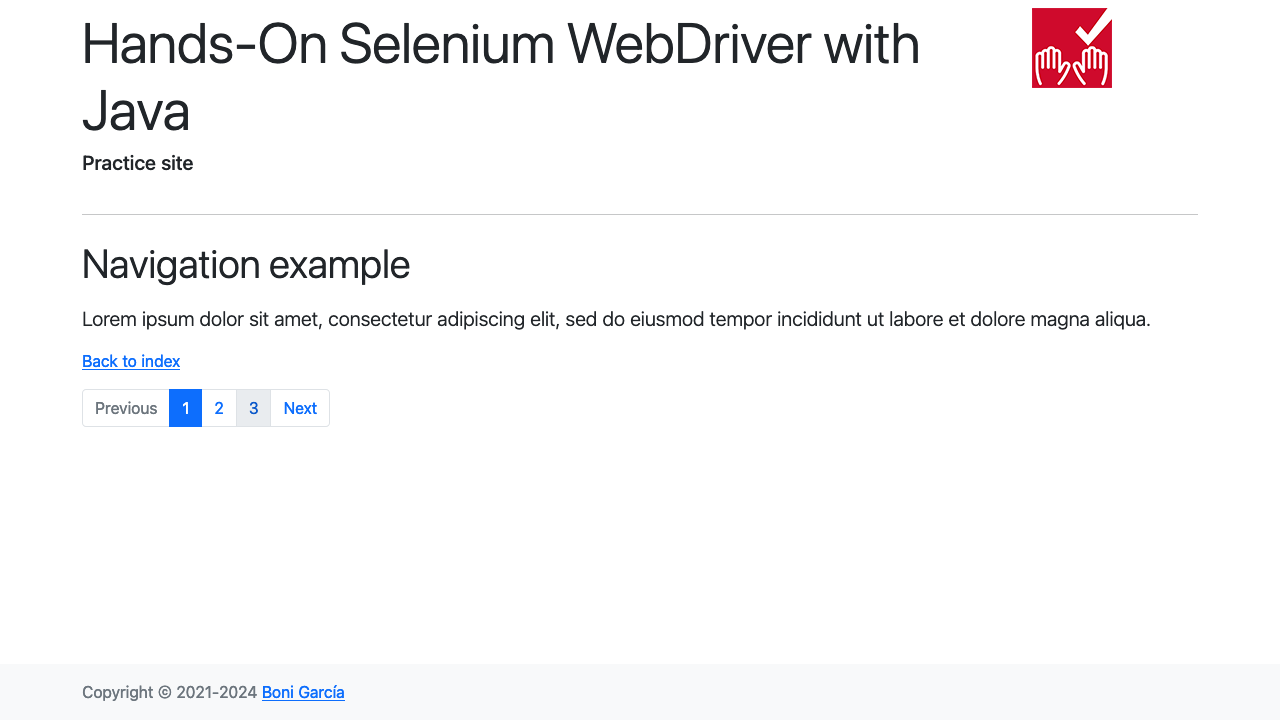 Hands-On Selenium WebDriver with
Java
Practice site
Navigation example
Lorem ipsum dolor sit amet, consectetur adipiscing elit, sed do eiusmod tempor incididunt ut labore et dolore magna aliqua.
Back to index
Previous 1 2 3 Next
Copyright © 2021-2024 Boni García